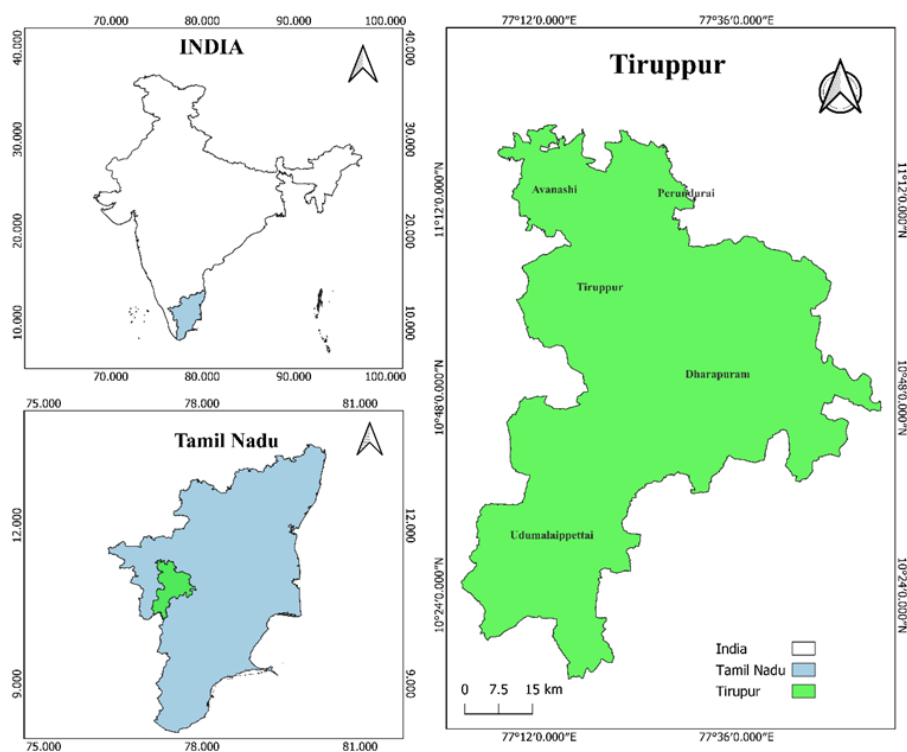 70.000 80.000 90.000 100.000
INDIA
40.000
30.000
20.000
10.000
40.000
30.000
20.000
10.000
70.000 80.000 90.000 100.000
75.000 78.000 81.000
Tamil Nadu
12.000
9.000
12.000
9.000
75.000 78.000 81.000
77°12'0.000"E 77°36'0.000"E
Tiruppur
11°12'0.000"N
10°48'0.000"N
10°24'0.000"N
11°12'0.000"N
10°48'0.000"N
10°24'0.000"N
Avanashi
Perundurai
Tiruppur
Dharapuram
Udumalaippettai
India
Tamil Nadu
Tirupur
0 7.5 15 km
77°12'0.000"E 77°36'0.000"E